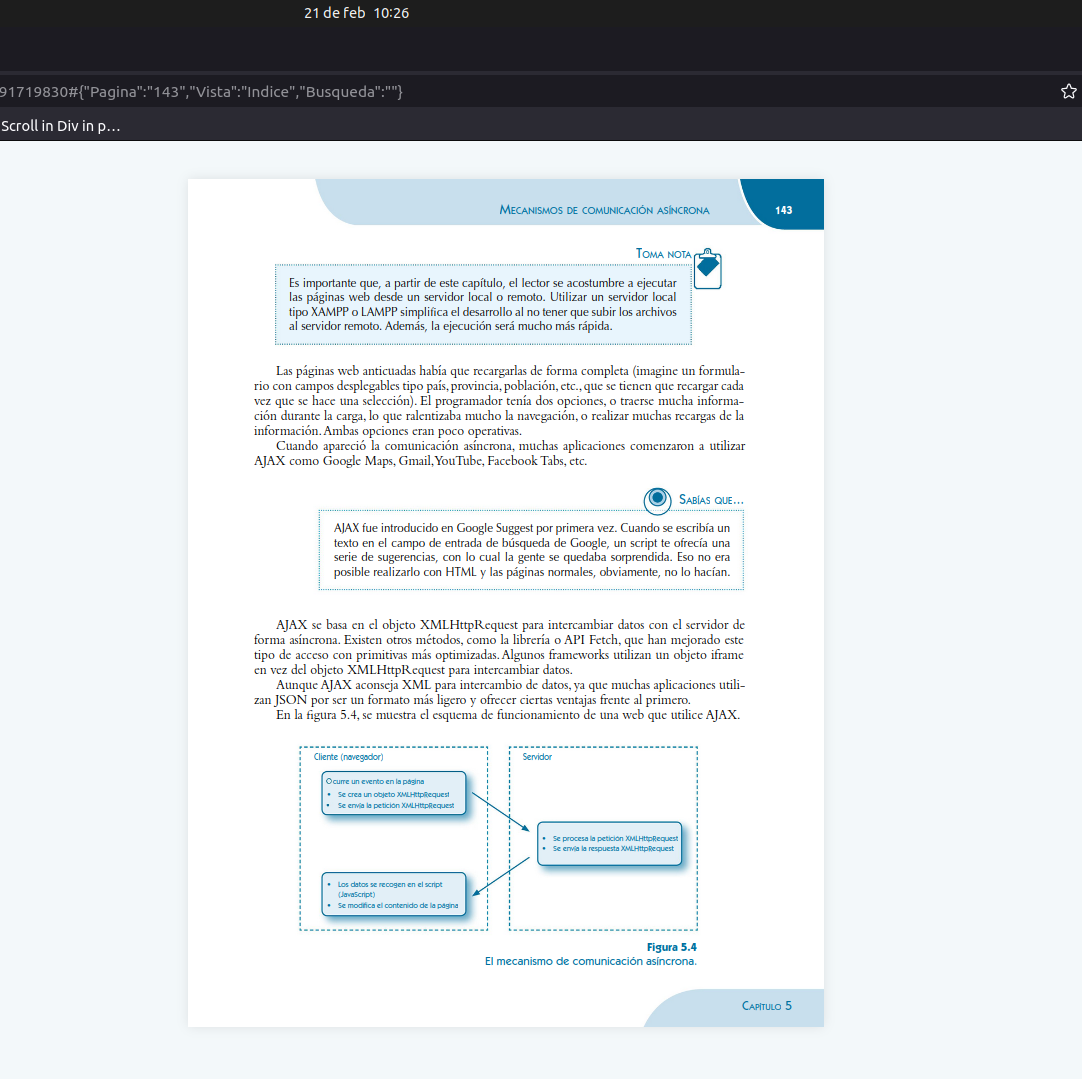 21 de feb 10:26
91719830#{"Pagina":"143","Vista":"Indice","Busqueda":""}
Scroll in Div in p…
Mecanismos de comunicación asíncrona 143
Toma nota
Es importante que, a partir de este capítulo, el lector se acostumbre a ejecutar
las páginas web desde un servidor local o remoto. Utilizar un servidor local
tipo XAMPP o LAMPP simplifica el desarrollo al no tener que subir los archivos
al servidor remoto. Además, la ejecución será mucho más rápida.
Las páginas web anticuadas había que recargarlas de forma completa (imagine un formula-
rio con campos desplegables tipo país, provincia, población, etc., que se tienen que recargar cada
vez que se hace una selección). El programador tenía dos opciones, o traerse mucha informa-
ción durante la carga, lo que ralentizaba mucho la navegación, o realizar muchas recargas de la
información. Ambas opciones eran poco operativas.
Cuando apareció la comunicación asíncrona, muchas aplicaciones comenzaron a utilizar
AJAX como Google Maps, Gmail, YouTube, Facebook Tabs, etc.
Sabías que...
AJAX fue introducido en Google Suggest por primera vez. Cuando se escribía un
texto en el campo de entrada de búsqueda de Google, un script te ofrecía una
serie de sugerencias, con lo cual la gente se quedaba sorprendida. Eso no era
posible realizarlo con HTML y las páginas normales, obviamente, no lo hacían.
AJAX se basa en el objeto XMLHttpRequest para intercambiar datos con el servidor de
forma asíncrona. Existen otros métodos, como la librería o API Fetch, que han mejorado este
tipo de acceso con primitivas más optimizadas. Algunos frameworks utilizan un objeto iframe
en vez del objeto XMLHttpRequest para intercambiar datos.
Aunque AJAX aconseja XML para intercambio de datos, ya que muchas aplicaciones utili-
zan JSON por ser un formato más ligero y ofrecer ciertas ventajas frente al primero.
En la figura 5.4, se muestra el esquema de funcionamiento de una web que utilice AJAX.
Cliente (navegador)
Ocurre un evento en la página
• Se crea un objeto XMLHttpRequest
• Se envía la petición XMLHttpRequest
Servidor
• Se procesa la petición XMLHttpRequest
• Se envía la respuesta XMLHttpRequest
• Los datos se recogen en el script
(JavaScript)
• Se modifica el contenido de la página
Figura 5.4
El mecanismo de comunicación asíncrona.
Capítulo 5